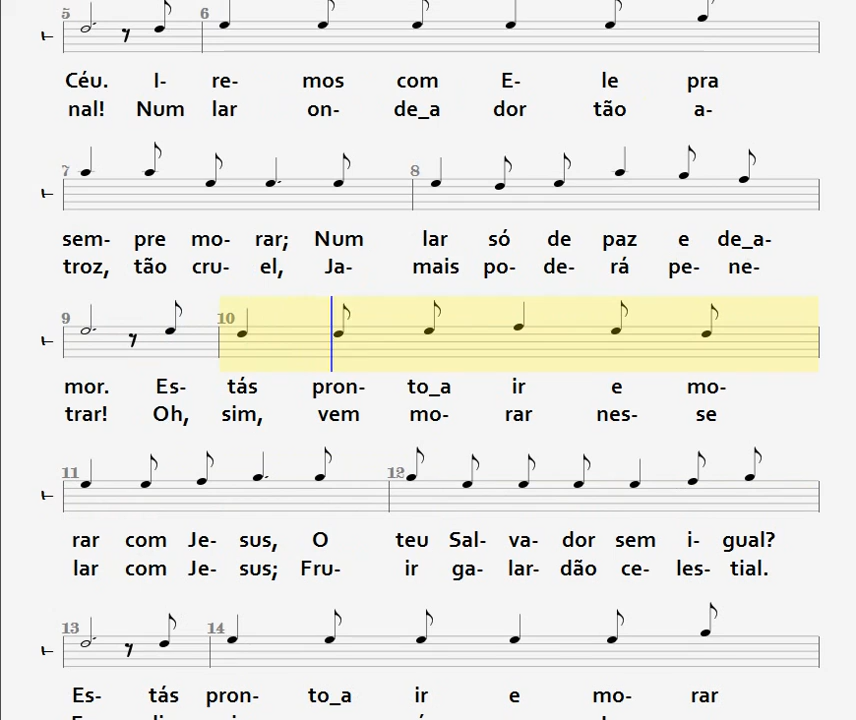 5 6
Céu. I- re- mos com E- le pra
nal! Num lar on- de_a dor tão a-
7 8
sem- pre mo- rar; Num lar só de paz e de_a-
troz, tão cru- el, Ja- mais po- de- rá pe- ne-
9 10
mor. Es- tás pron- to_a ir e mo-
trar! Oh, sim, vem mo- rar nes- se
11 12
rar com Je- sus, O teu Sal- va- dor sem i- gual?
lar com Je- sus; Fru- ir ga- lar- dão ce- les- tial.
13 14
Es- tás pron- to_a ir e mo- rar